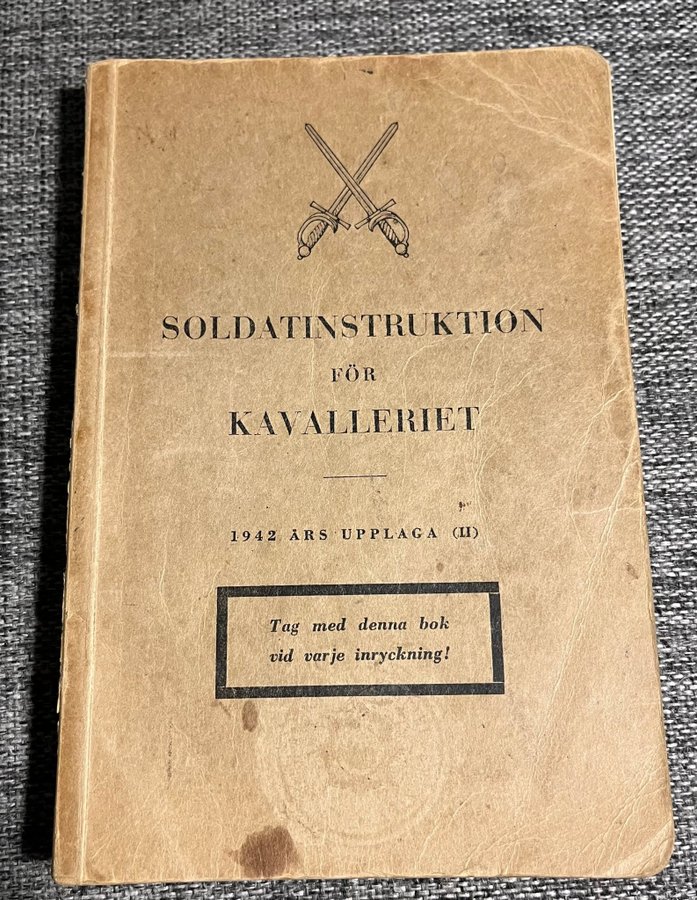 SOLDATINSTRUKTION
FÖR
KAVALLERIET
1942 ÅRS UPPLAGA (II)
Tag med denna bok
vid varje inryckning!